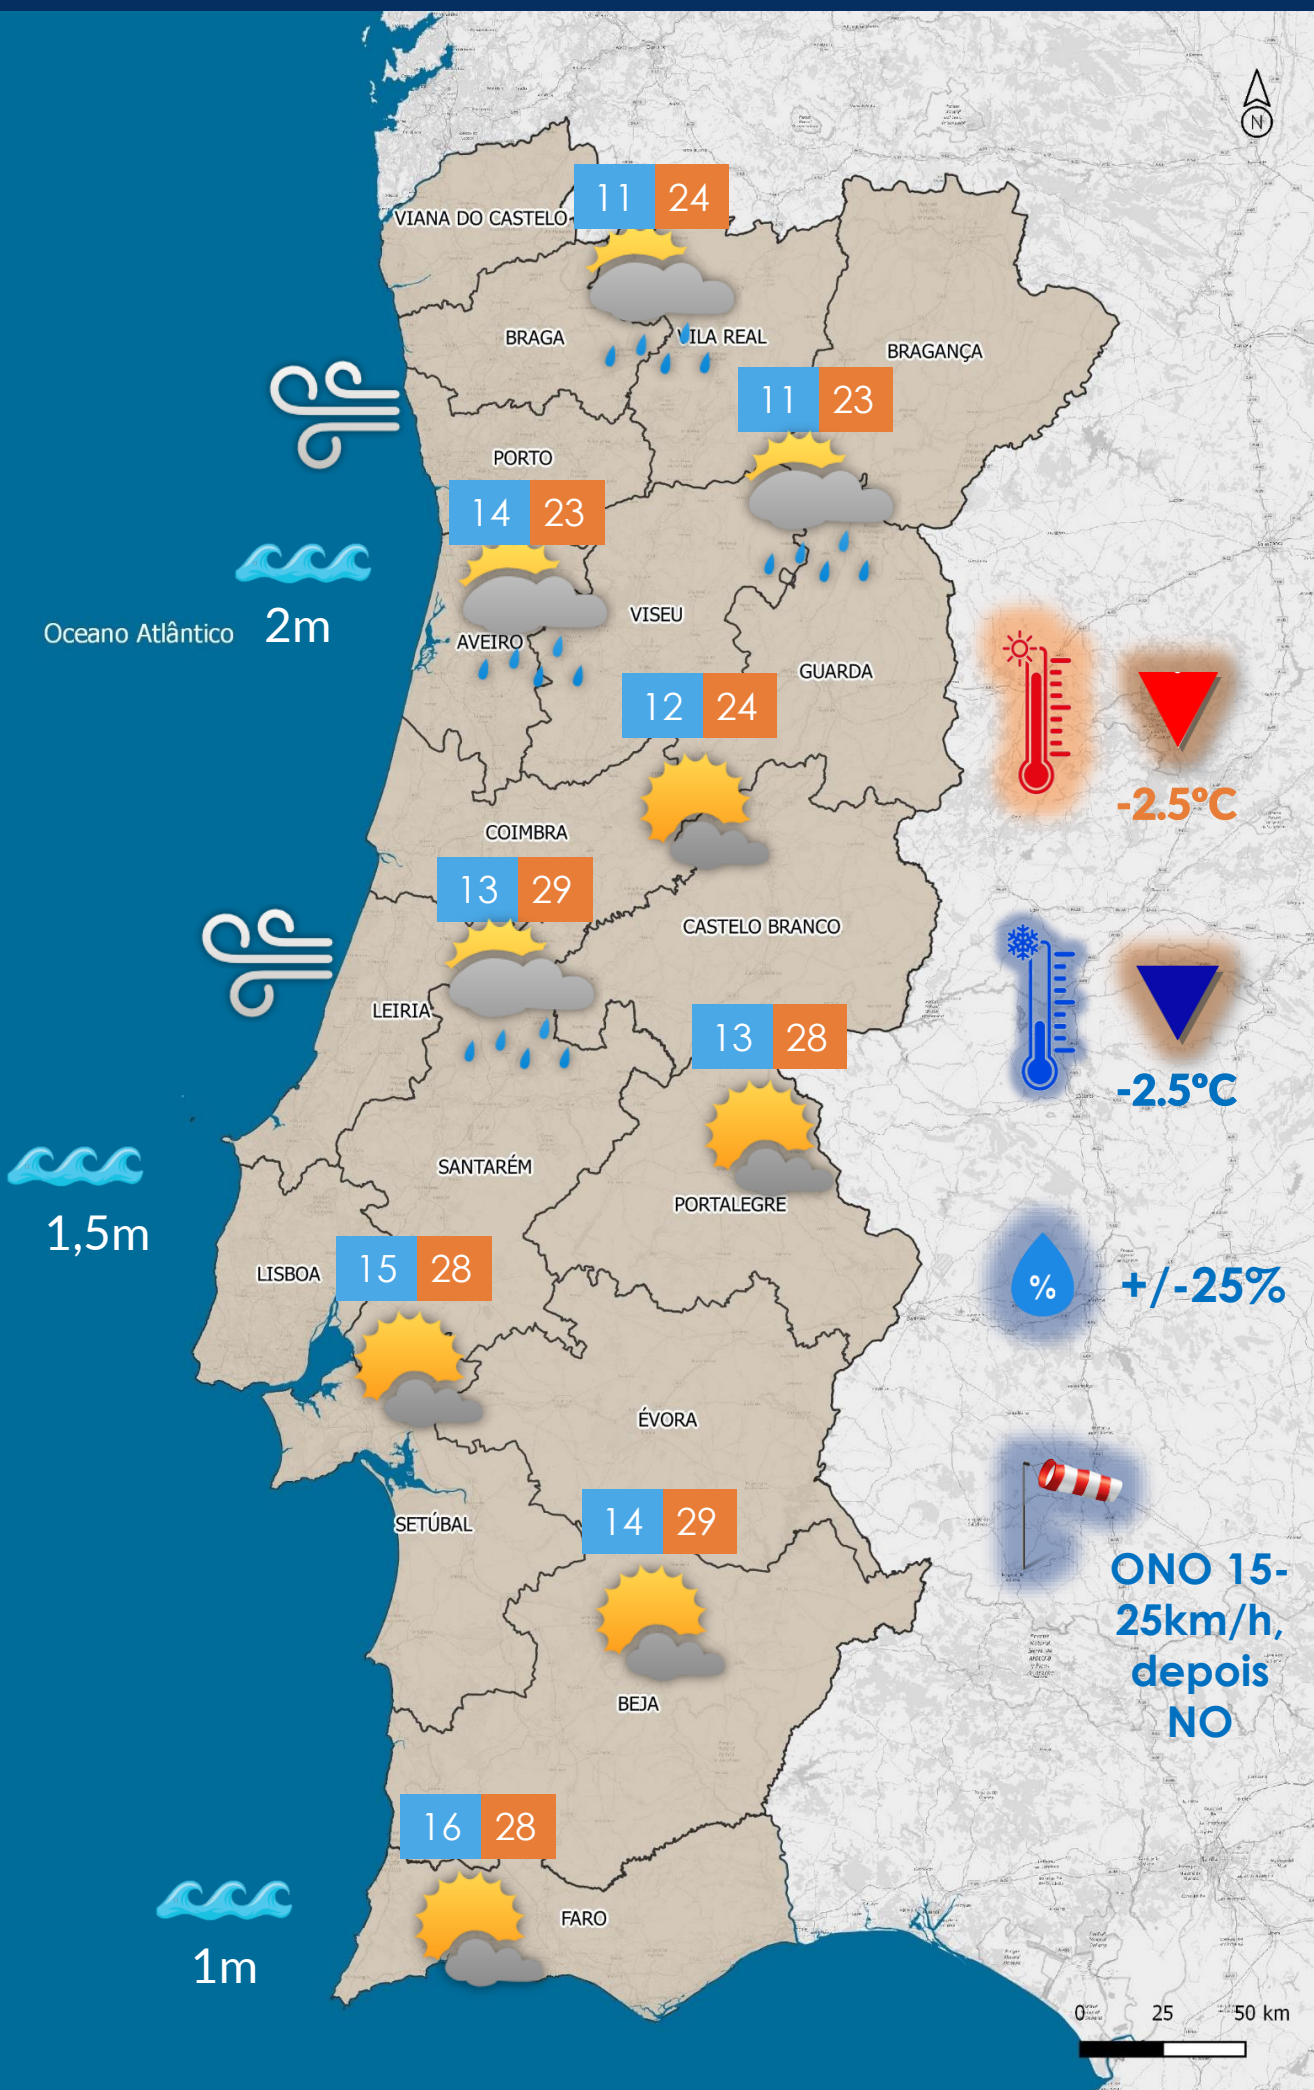 N
11 24
VIANA DO CASTELO
BRAGA
VILA REAL
BRAGANÇA
11 23
PORTO
14 23
Oceano Atlântico
2m
AVEIRO
VISEU
GUARDA
12 24
-2.5ºC
COIMBRA
13 29
CASTELO BRANCO
LEIRIA
13 28
-2.5ºC
SANTARÉM
PORTALEGRE
1,5m
LISBOA
15 28
%
+/-25%
ÉVORA
SETÚBAL
14 29
ONO 15-
25km/h,
depois
NO
BEJA
16 28
FARO
1m
0 25 50 km